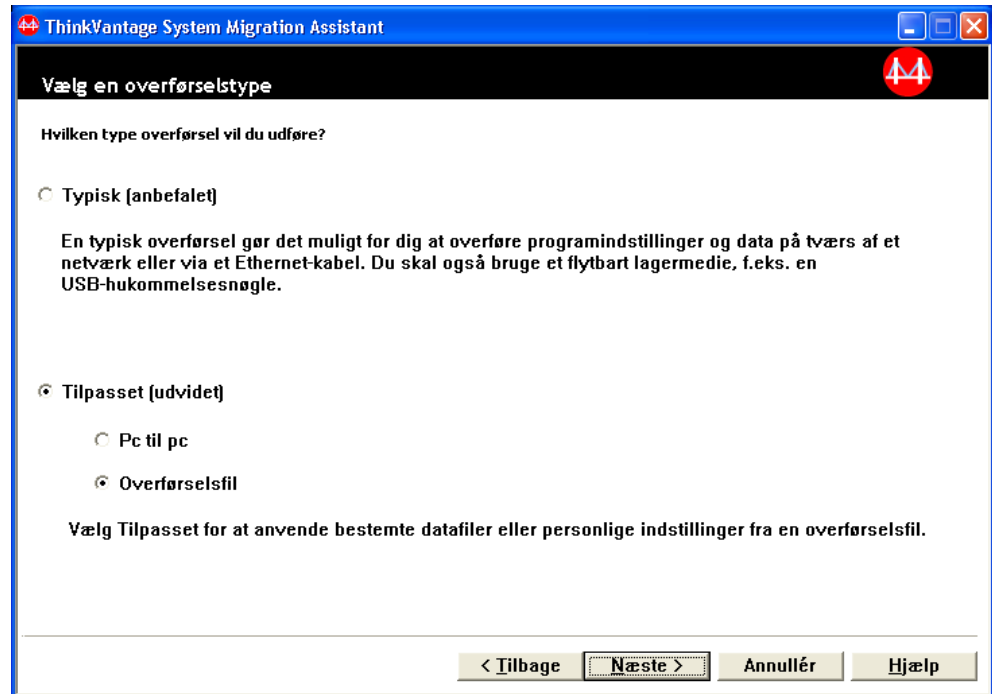 ThinkVantage System Migration Assistant
Vælg en overførselstype
Hvilken type overførsel vil du udføre?
Typisk (anbefalet)
En typisk overførsel gør det muligt for dig at overføre programindstillinger og data på tværs af et
netværk eller via et Ethernet-kabel. Du skal også bruge et flytbart lagermedie, f.eks. en
USB-hukommelsesnøgle.
Tilpasset (udvidet)
Pc til pc
Overførselsfil
Vælg Tilpasset for at anvende bestemte datafiler eller personlige indstillinger fra en overførselsfil.
< Tilbage Næste > Annullér Hjælp